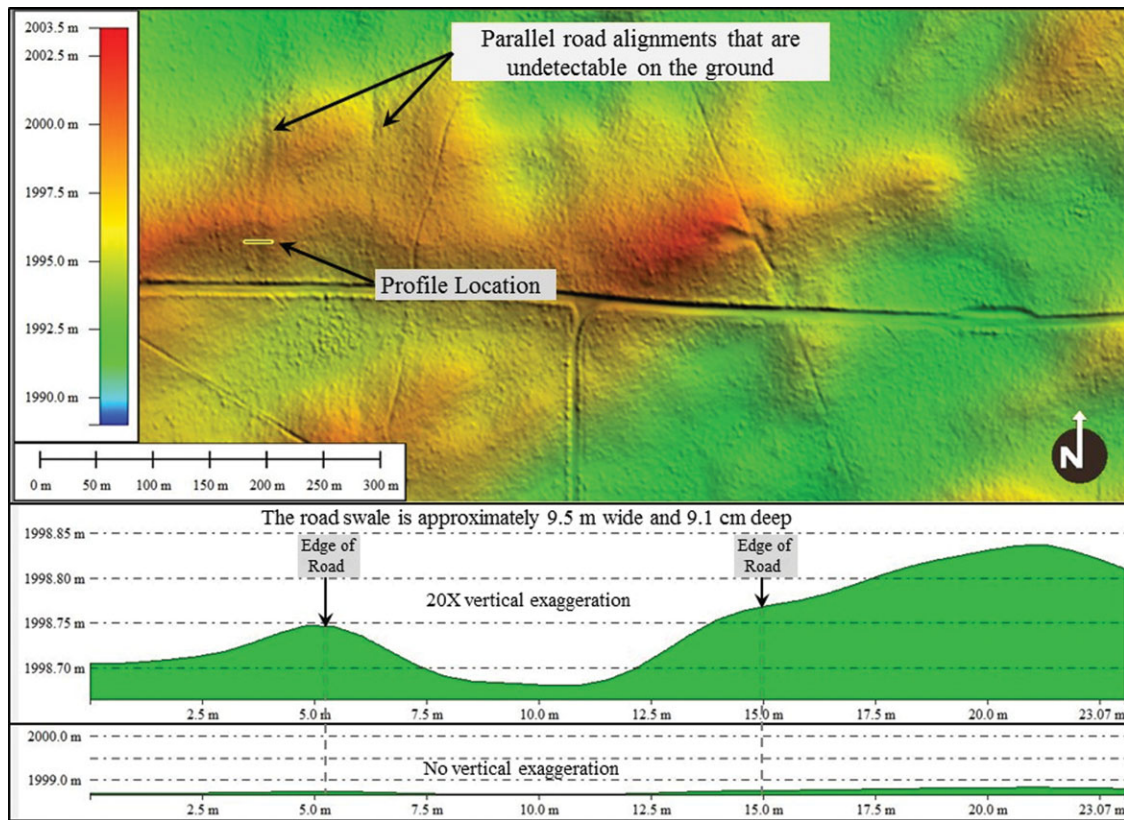 2003.5 m
2002.5 m
2000.0 m
1997.5 m
1995.0 m
1992.5 m
1990.0 m
Parallel road alignments that are
undetectable on the ground
Profile Location
0 m 50 m 100 m 150 m 200 m 250 m 300 m
N
The road swale is approximately 9.5 m wide and 9.1 cm deep
1998.85 m
1998.80 m
1998.75 m
1998.70 m
Edge of
Road
Edge of
Road
20X vertical exaggeration
2.5 m 5.0 m 7.5 m 10.0 m 12.5 m 15.0 m 17.5 m 20.0 m 23.07 m
2000.0 m
1999.0 m
No vertical exaggeration
2.5 m 5.0 m 7.5 m 10.0 m 12.5 m 15.0 m 17.5 m 20.0 m 23.07 m